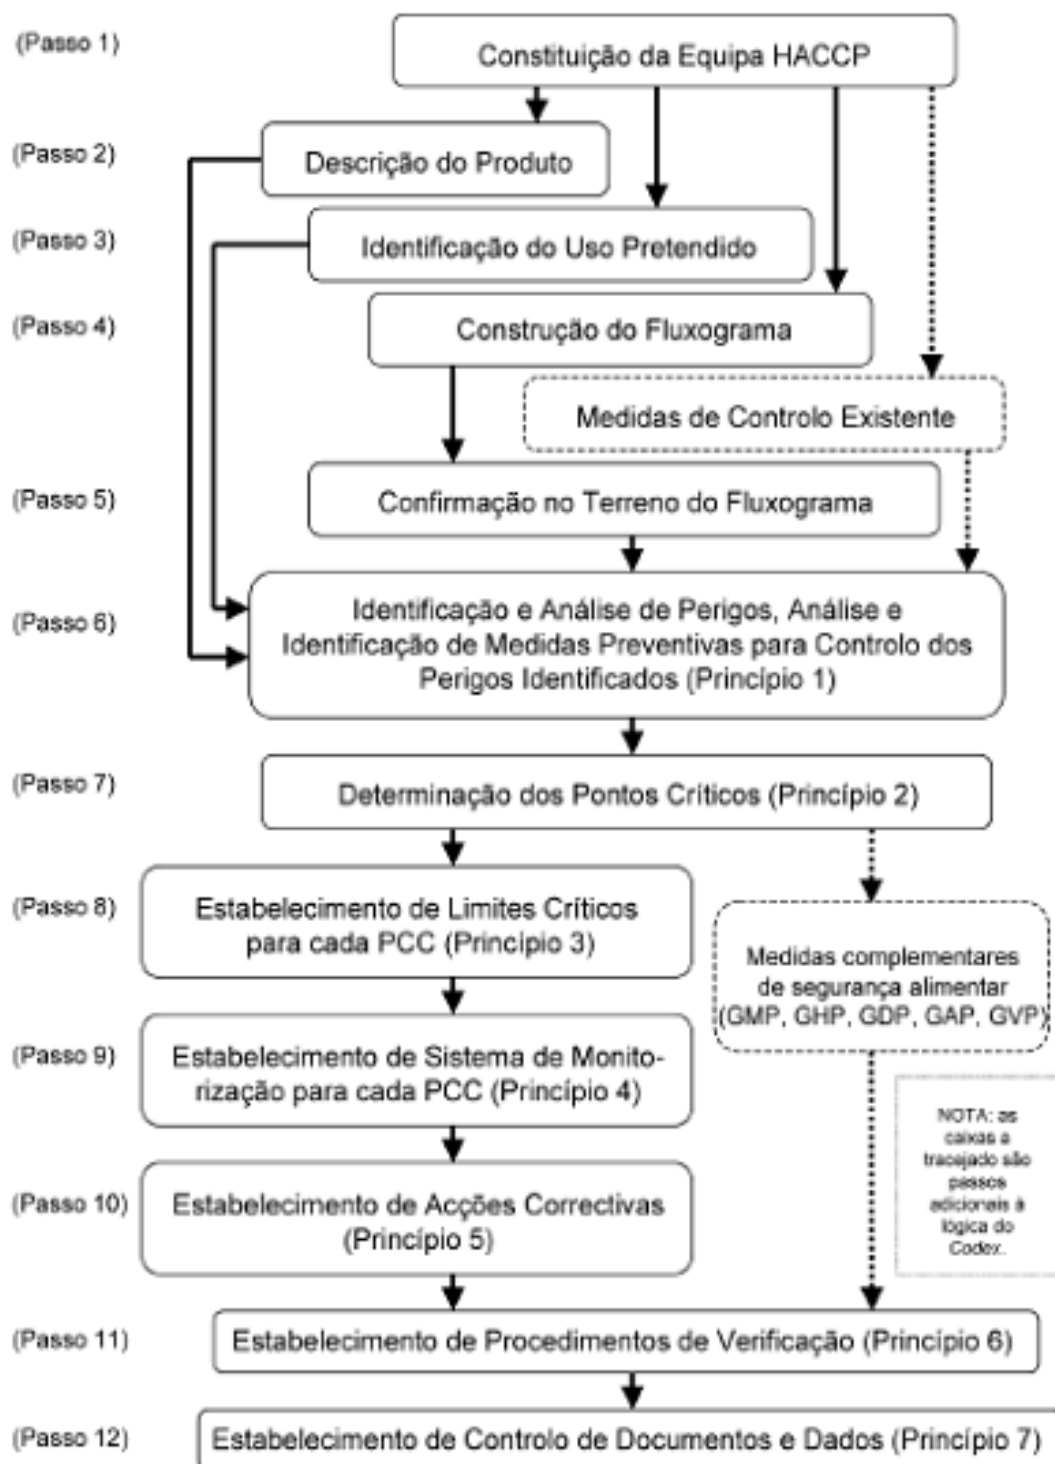 (Passo 1)
Constituição da Equipa HACCP
(Passo 2)
Descrição do Produto
(Passo 3)
Identificação do Uso Pretendido
(Passo 4)
Construção do Fluxograma
Medidas de Controlo Existente
(Passo 5)
Confirmação no Terreno do Fluxograma
(Passo 6)
Identificação e Análise de Perigos, Análise e
Identificação de Medidas Preventivas para Controlo dos
Perigos Identificados (Princípio 1)
(Passo 7)
Determinação dos Pontos Críticos (Princípio 2)
(Passo 8)
Estabelecimento de Limites Críticos
para cada PCC (Princípio 3)
Medidas complementares
de segurança alimentar
(GMP, GHP, GDP, GAP, GVP)
(Passo 9)
Estabelecimento de Sistema de Monito-
rização para cada PCC (Princípio 4)
NOTA: as
caixas a
tracejado são
passos
adicionais à
lógica do
Codex.
(Passo 10)
Estabelecimento de Acções Correctivas
(Princípio 5)
(Passo 11)
Estabelecimento de Procedimentos de Verificação (Princípio 6)
(Passo 12)
Estabelecimento de Controlo de Documentos e Dados (Princípio 7)